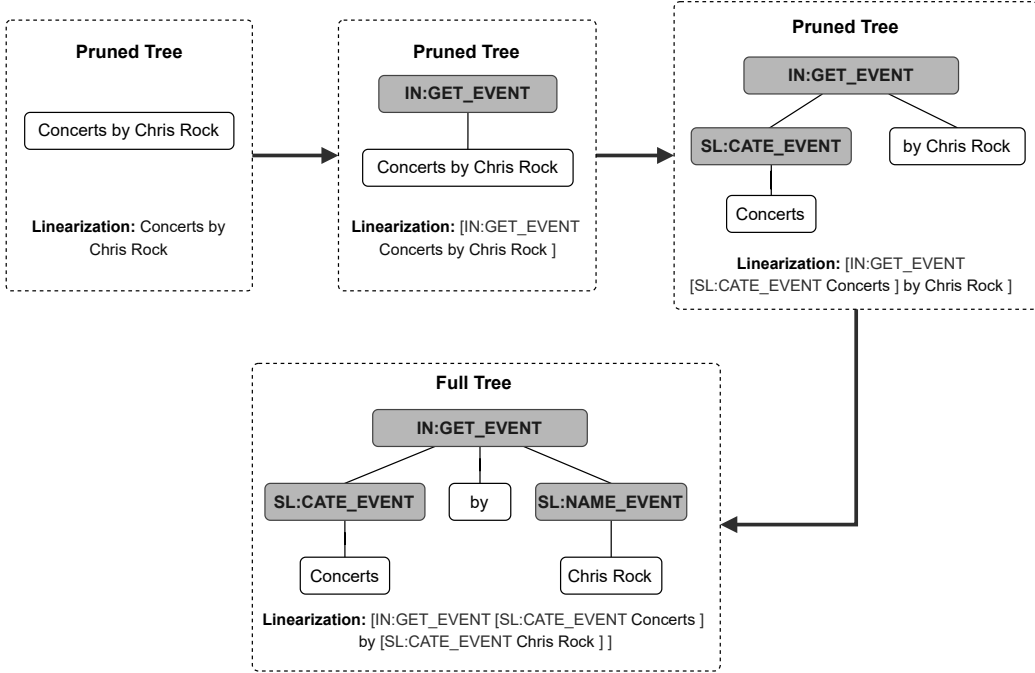 Pruned Tree
Concerts by Chris Rock
Linearization: Concerts by
Chris Rock
Pruned Tree
IN:GET_EVENT
Concerts by Chris Rock
Linearization: [IN:GET_EVENT
Concerts by Chris Rock ]
Pruned Tree
IN:GET_EVENT
SL:CATE_EVENT
by Chris Rock
Concerts
Linearization: [IN:GET_EVENT
[SL:CATE_EVENT Concerts ] by Chris Rock ]
Full Tree
IN:GET_EVENT
SL:CATE_EVENT
by
SL:NAME_EVENT
Concerts
Chris Rock
Linearization: [IN:GET_EVENT [SL:CATE_EVENT Concerts ]
by [SL:CATE_EVENT Chris Rock ] ]